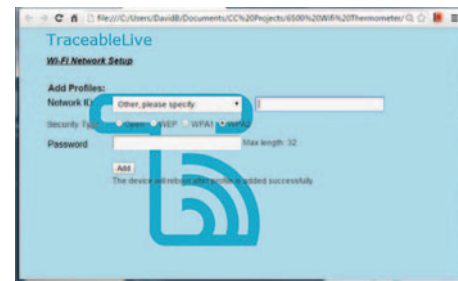 file:///C:/Users/DavidB/Documents/CC%20Projects/6500%20Wifi%20Thermometer/
TraceableLive
Wi-Fi Network Setup
Add Profiles:
Network ID: Other, please specify:
Security Type Open WEP WPA1 WPA2
Password Max length: 32
Add
The device will reboot after profile is added successfully